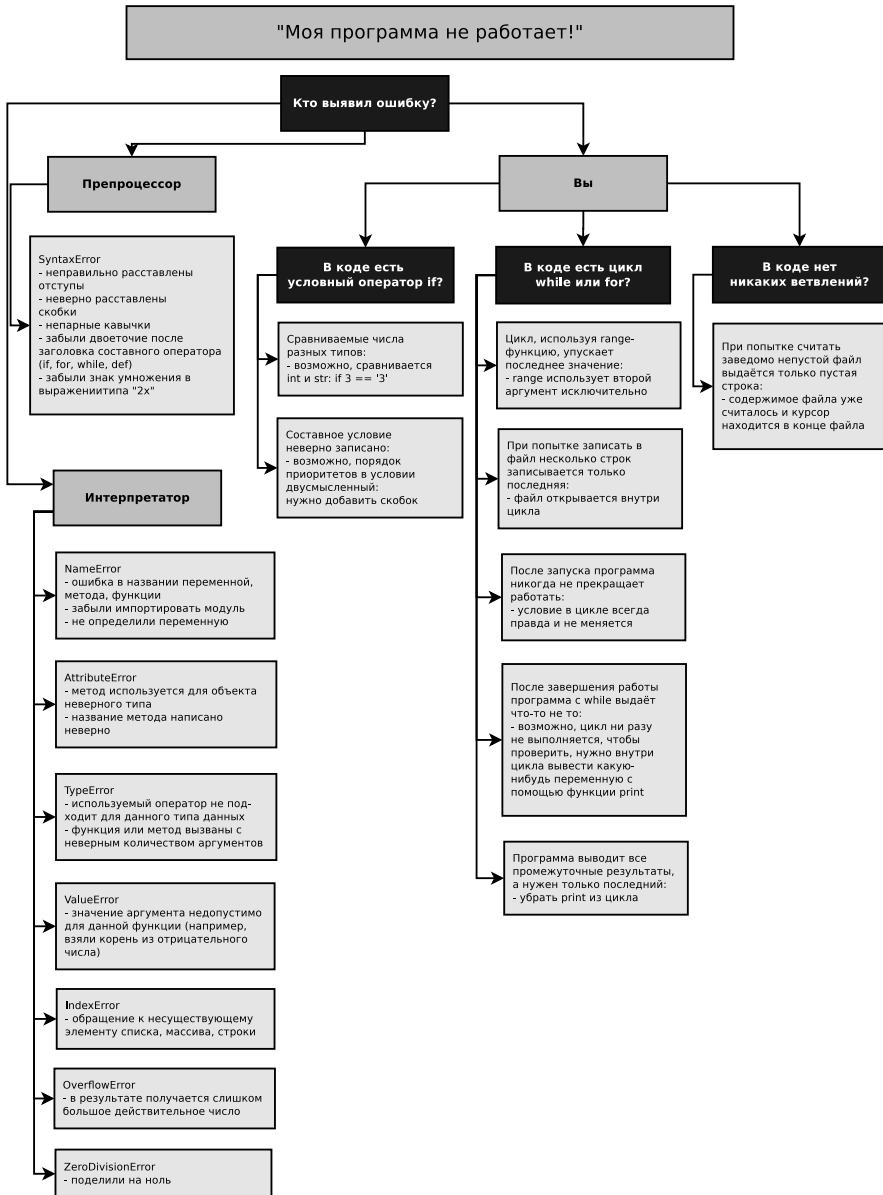 "Моя программа не работает!"
Кто выявил ошибку?
Препроцессор
SyntaxError
- неправильно расставлены
отступы
- неверно расставлены
скобки
- непарные кавычки
- забыли двоеточие после
заголовка составного оператора
(if, for, while, def)
- забыли знак умножения в
выражениитипа "2x"
Интерпретатор
NameError
- ошибка в названии переменной,
метода, функции
- забыли импортировать модуль
- не определили переменную
AttributeError
- метод используется для объекта
неверного типа
- название метода написано
неверно
TypeError
- используемый оператор не под-
ходит для данного типа данных
- функция или метод вызваны с
неверным количеством аргументов
ValueError
- значение аргумента недопустимо
для данной функции (например,
взяли корень из отрицательного
числа)
IndexError
- обращение к несуществующему
элементу списка, массива, строки
OverflowError
- в результате получается слишком
большое действительное число
ZeroDivisionError
- поделили на ноль
Вы
В коде есть
условный оператор if?
Сравниваемые числа
разных типов:
- возможно, сравнивается
int и str: if 3 == '3'
Составное условие
неверно записано:
- возможно, порядок
приоритетов в условии
двусмысленный:
нужно добавить скобок
В коде есть цикл
while или for?
Цикл, используя range-
функцию, упускает
последнее значение:
- range использует второй
аргумент исключительно
При попытке записать в
файл несколько строк
записывается только
последняя:
- файл открывается внутри
цикла
После запуска программа
никогда не прекращает
работать:
- условие в цикле всегда
правда и не меняется
После завершения работы
программа с while выдаёт
что-то не то:
- возможно, цикл ни разу
не выполняется, чтобы
проверить, нужно внутри
цикла вывести какую-
нибудь переменную с
помощью функции print
Программа выводит все
промежуточные результаты,
а нужен только последний:
- убрать print из цикла
В коде нет
никаких ветвлений?
При попытке считать
заведомо непустой файл
выдаётся только пустая
строка:
- содержимое файла уже
считалось и курсор
находится в конце файла